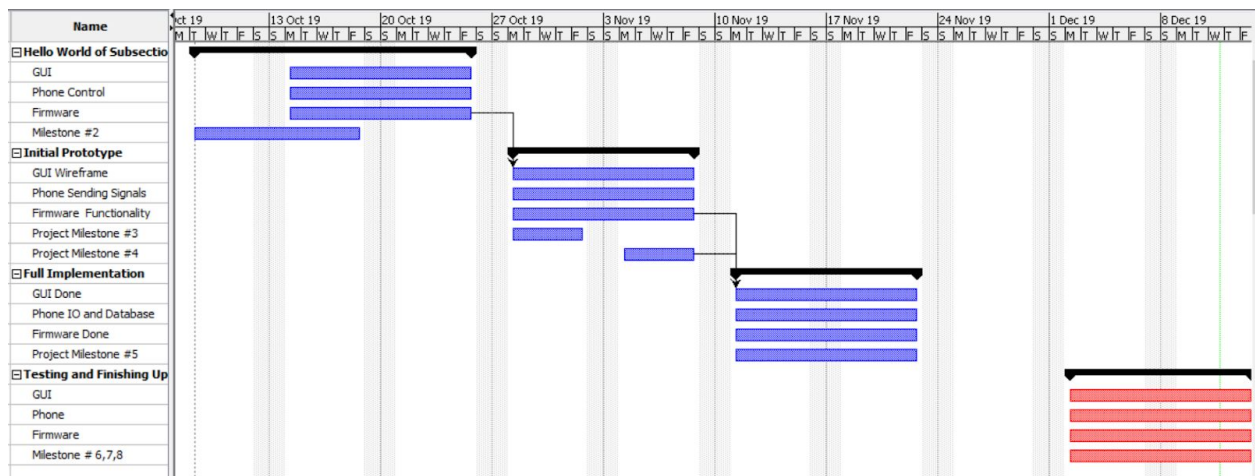 Name
ct 19 13 Oct 19 20 Oct 19 27 Oct 19 3 Nov 19 10 Nov 19 17 Nov 19 24 Nov 19 1 Dec 19 8 Dec 19
M T W T F S S M T W T F S S M T W T F S S M T W T F S S M T W T F S S M T W T F S S M T W T F S S M T W T F S S M T W T F S S M T W T F
Hello World of Subsectio
GUI
Phone Control
Firmware
Milestone #2
Initial Prototype
GUI Wireframe
Phone Sending Signals
Firmware Functionality
Project Milestone #3
Project Milestone #4
Full Implementation
GUI Done
Phone IO and Database
Firmware Done
Project Milestone #5
Testing and Finishing Up
GUI
Phone
Firmware
Milestone # 6,7,8